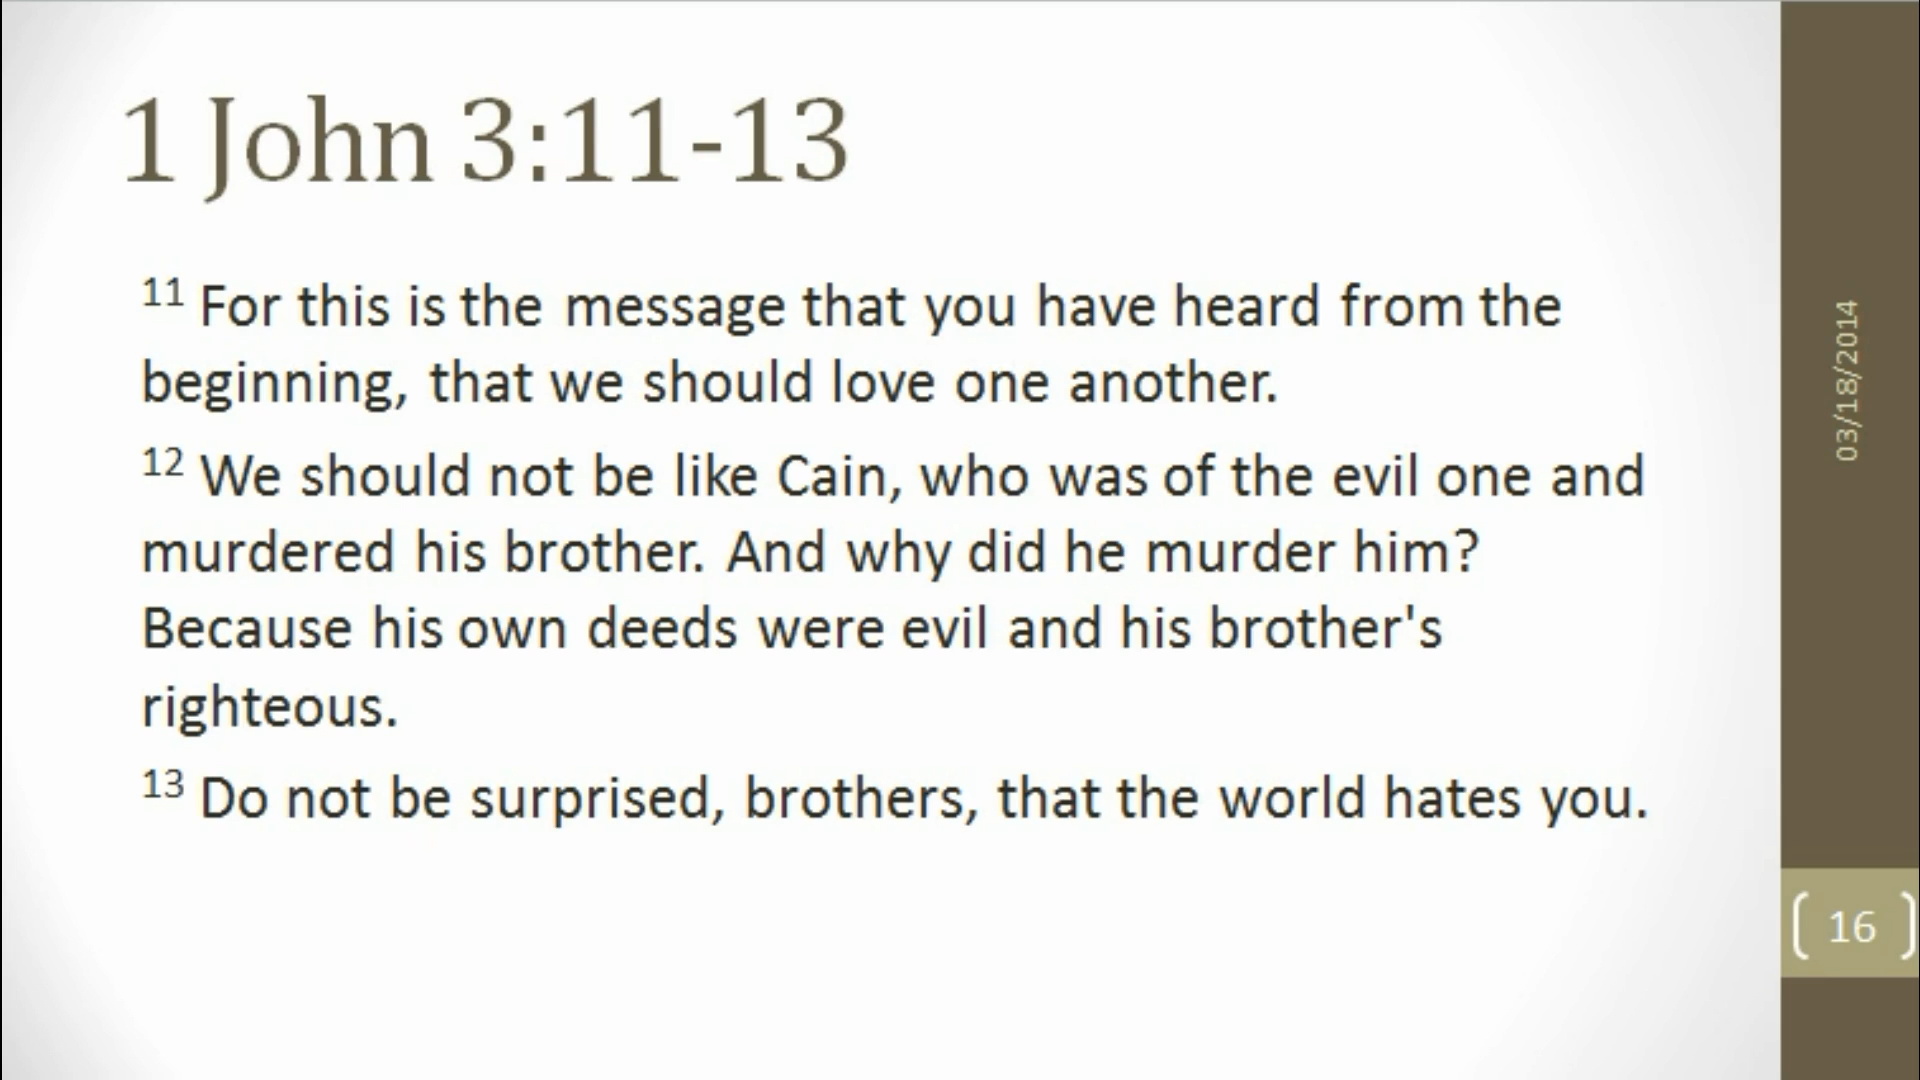 1 John 3:11-13
11 For this is the message that you have heard from the
beginning, that we should love one another.
12 We should not be like Cain, who was of the evil one and
murdered his brother. And why did he murder him?
Because his own deeds were evil and his brother's
righteous.
13 Do not be surprised, brothers, that the world hates you.
03/18/2014
16